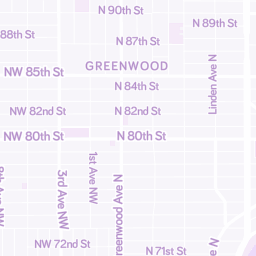 N 90th St
N 89th St
88th St
N 87th St
GREENWOOD
NW 85th St
N 84th St
Linden Ave N
NW 82nd St
N 82nd St
NW 80th St
N 80th St
1st Ave NW
3rd Ave NW
Greenwood Ave N
NW 72nd St
N 71st St